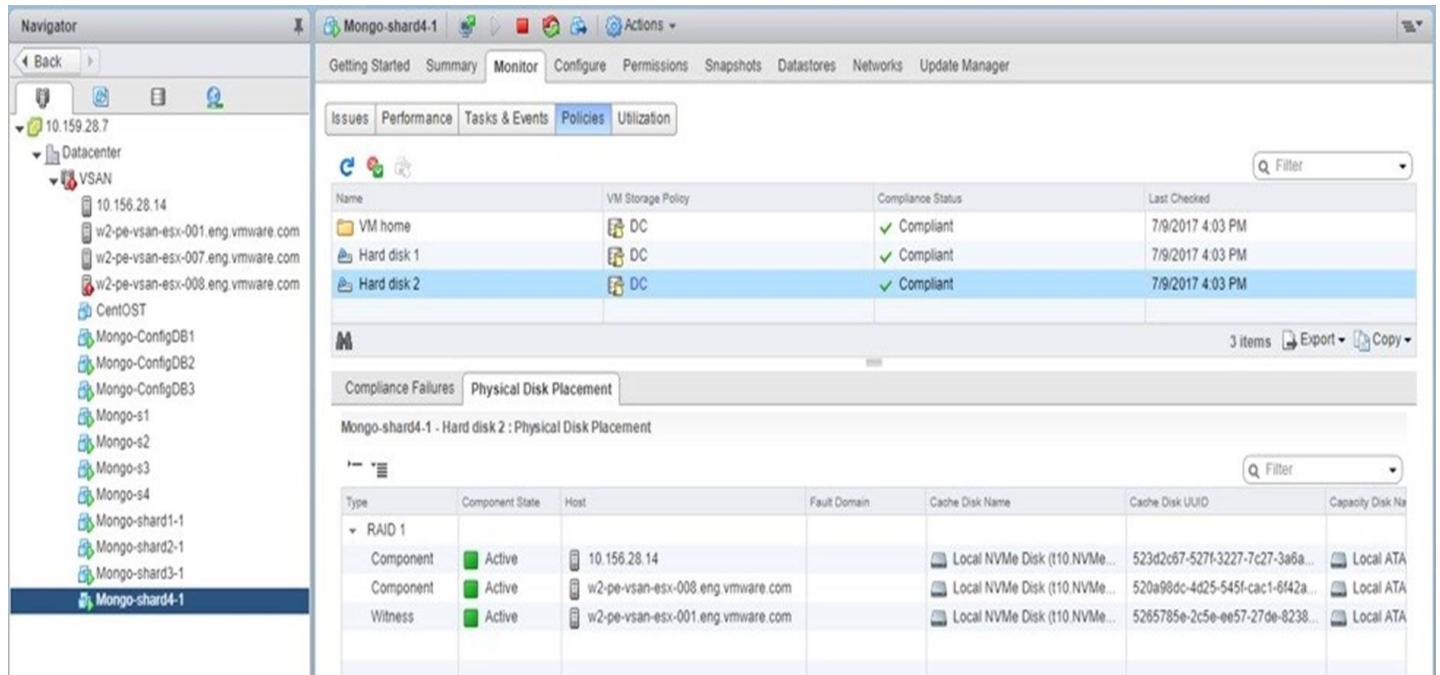 Navigator
Back
10.159.28.7
Datacenter
VSAN
10.156.28.14
w2-pe-vsan-esx-001.eng.vmware.com
w2-pe-vsan-esx-007.eng.vmware.com
w2-pe-vsan-esx-008.eng.vmware.com
CentOST
Mongo-ConfigDB1
Mongo-ConfigDB2
Mongo-ConfigDB3
Mongo-s1
Mongo-s2
Mongo-s3
Mongo-s4
Mongo-shard1-1
Mongo-shard2-1
Mongo-shard3-1
Mongo-shard4-1
Mongo-shard4-1 Actions
Getting Started Summary Monitor Configure Permissions Snapshots Datastores Networks Update Manager
Issues Performance Tasks & Events Policies Utilization
Filter
Name VM Storage Policy Compliance Status Last Checked
VM home DC Compliant 7/9/2017 4:03 PM
Hard disk 1 DC Compliant 7/9/2017 4:03 PM
Hard disk 2 DC Compliant 7/9/2017 4:03 PM
3 items Export Copy
Compliance Failures Physical Disk Placement
Mongo-shard4-1 - Hard disk 2 : Physical Disk Placement
Filter
Type Component State Host Fault Domain Cache Disk Name Cache Disk UUID Capacity Disk Na
RAID 1
Component Active 10.156.28.14 Local NVMe Disk (t10.NVMe... 523d2c67-527f-3227-7c27-3a6a... Local ATA
Component Active w2-pe-vsan-esx-008.eng.vmware.com Local NVMe Disk (t10.NVMe... 520a98dc-4d25-545f-cac1-6f42a... Local ATA
Witness Active w2-pe-vsan-esx-001.eng.vmware.com Local NVMe Disk (t10.NVMe... 5265785e-2c5e-ee57-27de-8238... Local ATA